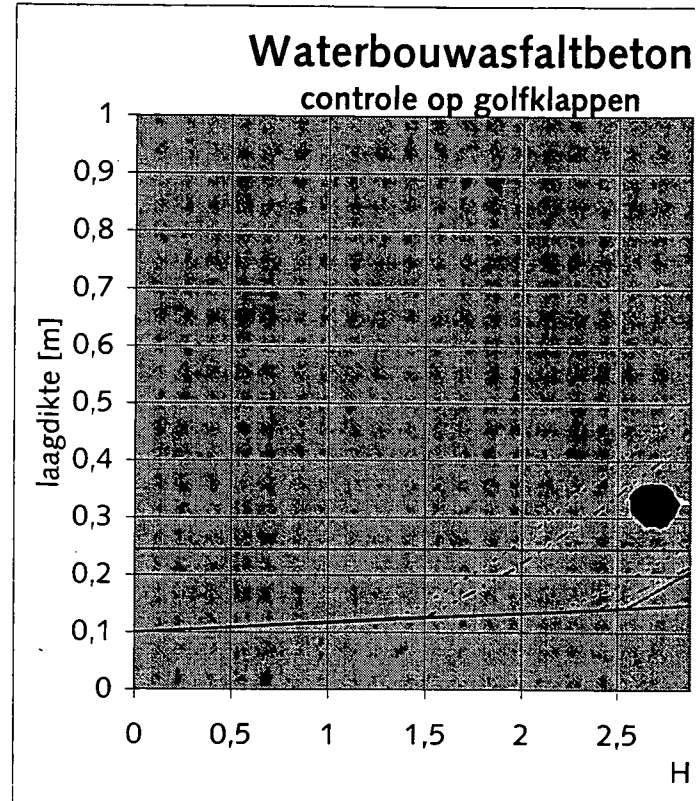 Waterbouwasfaltbeton
controle op golfklappen
laagdikte [m]
1
0,9
0,8
0,7
0,6
0,5
0,4
0,3
0,2
0,1
0
0 0,5 1 1,5 2 2,5
H